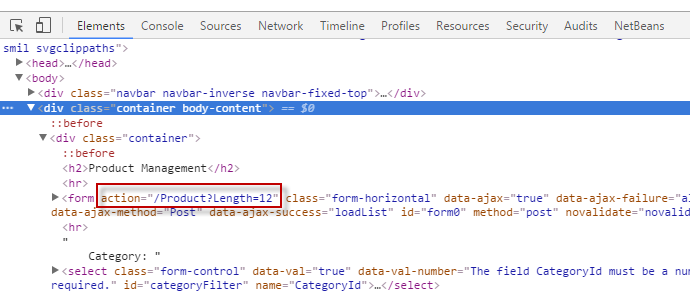 Elements Console Sources Network Timeline Profiles Resources Security Audits NetBeans
smil svgclippaths">
▶<head>…</head>
▼<body>
▶<div class="navbar navbar-inverse navbar-fixed-top">…</div>
… ▼<div class="container body-content"> == $0
::before
▼<div class="container">
::before
<h2>Product Management</h2>
<hr>
▶<form action="/Product?Length=12" class="form-horizontal" data-ajax="true" data-ajax-failure="al
data-ajax-method="Post" data-ajax-success="loadList" id="form0" method="post" novalidate="novalid
<hr>
"
Category: "
▶<select class="form-control" data-val="true" data-val-number="The field CategoryId must be a nu
required." id="categoryFilter" name="CategoryId">…</select>